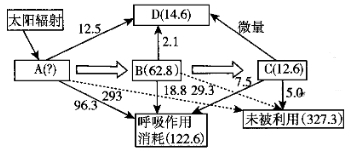 太阳辐射
D(14.6)
12.5
2.1
微量
A(?)
B(62.8)
C(12.6)
96.3
293
18.8
29.3
7.5
5.0
呼吸作用
消耗(122.6)
未被利用(327.3)